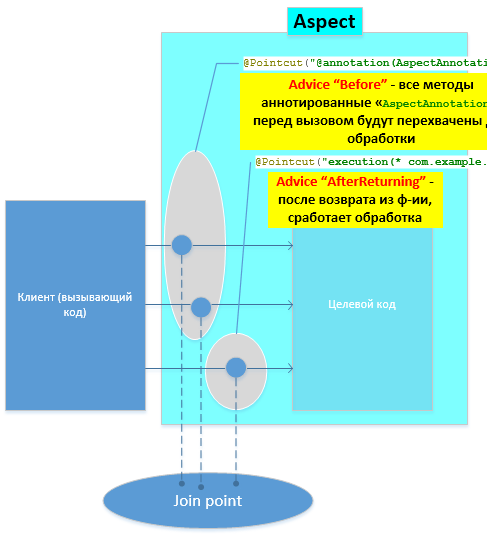 Aspect
@Pointcut("@annotation(AspectAnnotati
Advice “Before” - все методы
аннотированные «AspectAnnotation
перед вызовом будут перехвачены д
обработки
@Pointcut("execution(* com.example.
Advice “AfterReturning” -
после возврата из ф-ии,
сработает обработка
Клиент (вызывающий
код)
Целевой код
Join point